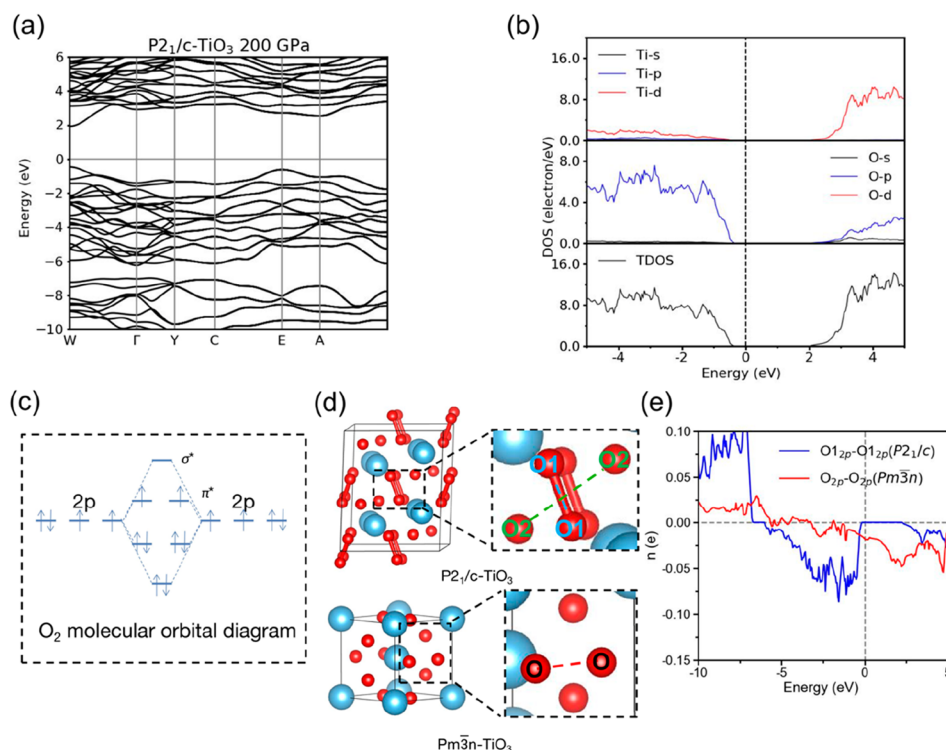 (a)
P2₁/c-TiO₃ 200 GPa
Energy (eV)
6
4
2
0
−2
−4
−6
−8
−10
W Γ Y C E A
(b)
DOS (electron/eV)
16.0
8.0
0.0
Ti-s
Ti-p
Ti-d
8.0
4.0
0.0
O-s
O-p
O-d
16.0
8.0
0.0
TDOS
-4 -2 0 2 4
Energy (eV)
(c)
σ*
π*
2p 2p
O₂ molecular orbital diagram
(d)
O1 O2
O2 O1
P2₁/c-TiO₃
O O
Pm3̅n-TiO₃
(e)
n (e)
0.10
0.05
0.00
-0.05
-0.10
-0.15
O1₂ₚ-O1₂ₚ(P2₁/c)
O₂ₚ-O₂ₚ(Pm3̅n)
-10 -5 0 5
Energy (eV)